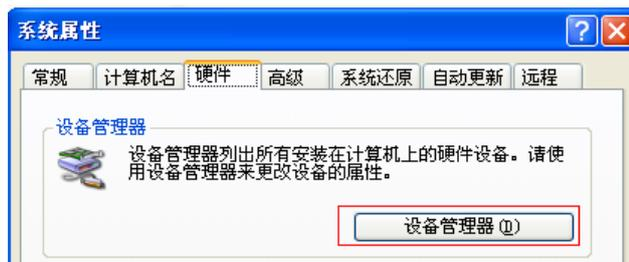 系统属性
常规 计算机名 硬件 高级 系统还原 自动更新 远程
设备管理器
设备管理器列出所有安装在计算机上的硬件设备。请使
用设备管理器来更改设备的属性。
设备管理器(D)